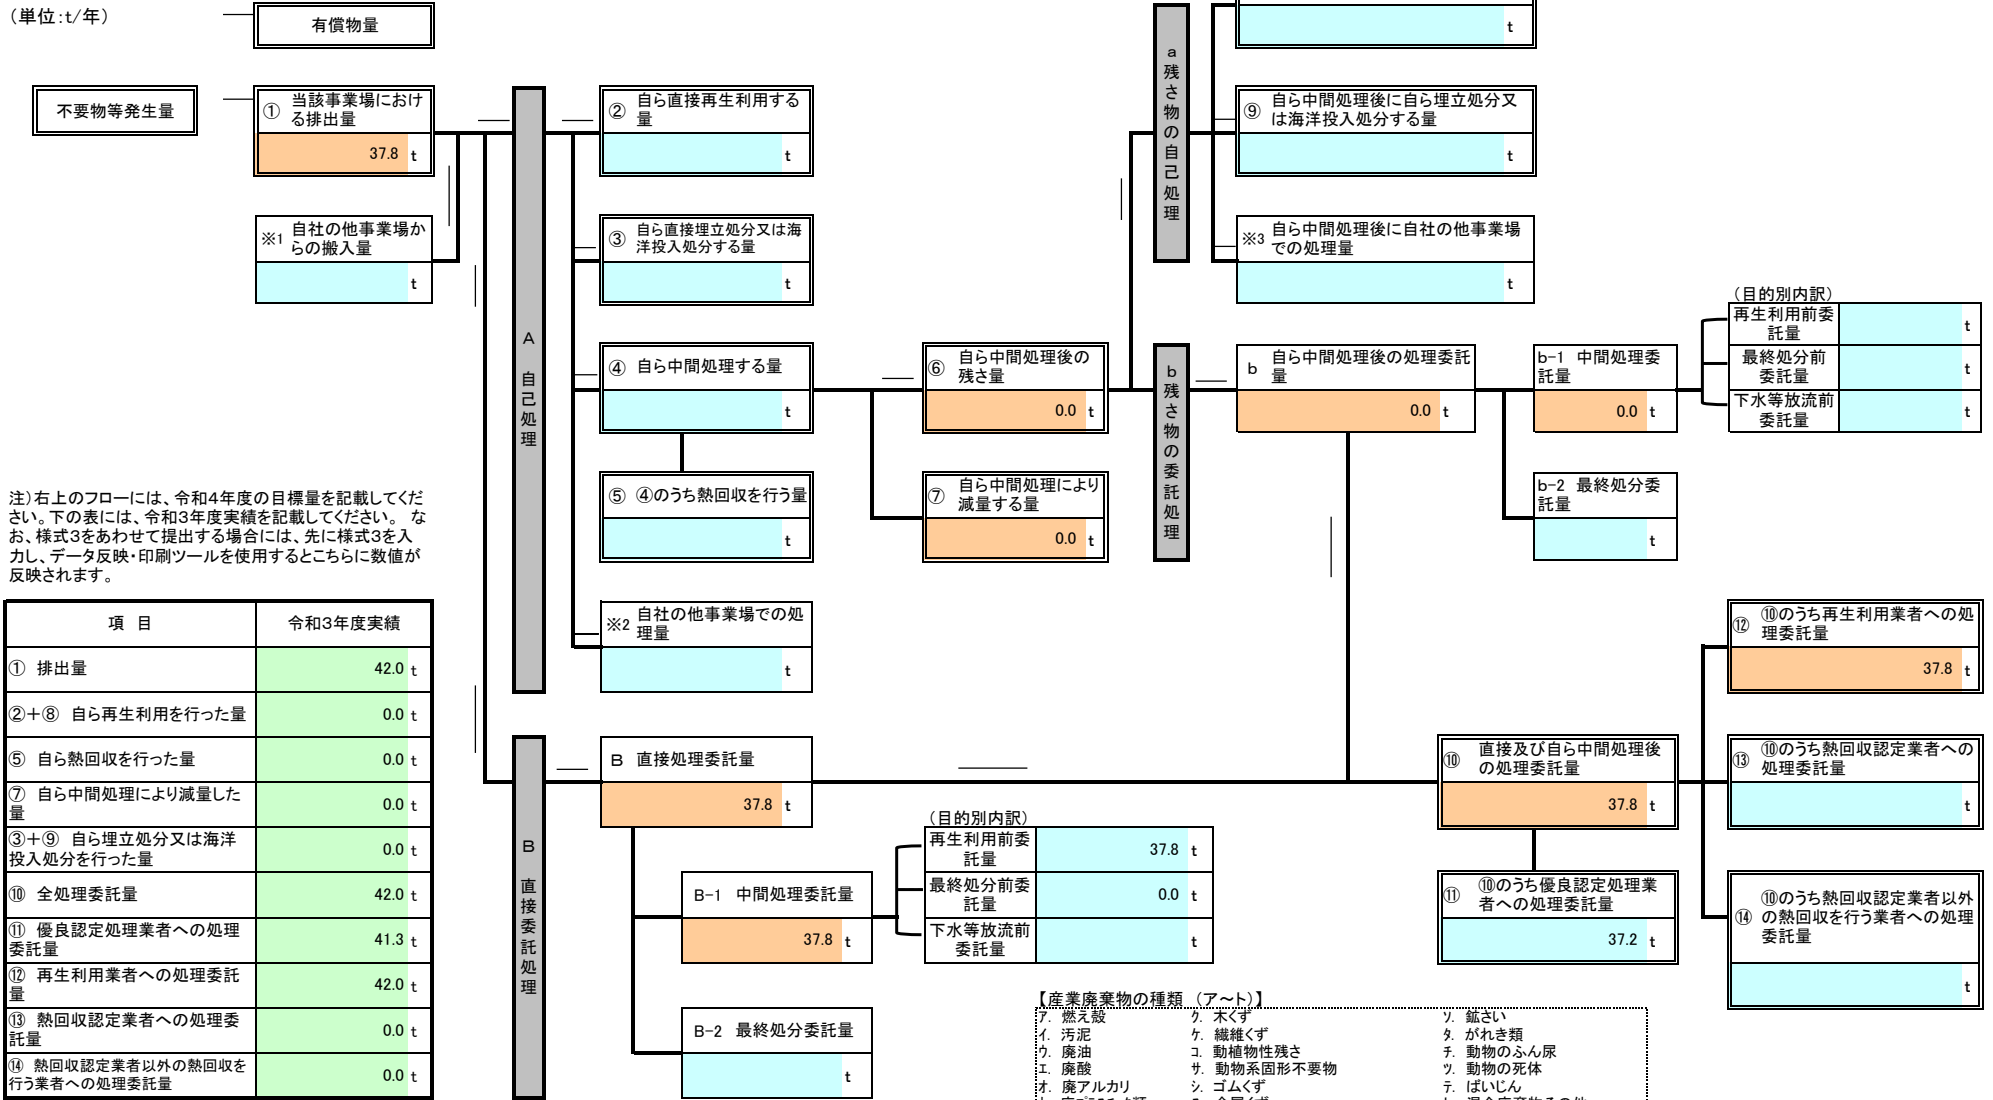 （単位：t/年）
有償物量
不要物等発生量
① 当該事業場におけ
る排出量
37.8 t
※1 自社の他事業場か
らの搬入量
t
A 自己処理
② 自ら直接再生利用する
量
t
③ 自ら直接埋立処分又は海
洋投入処分する量
t
④ 自ら中間処理する量
t
⑤ ④のうち熱回収を行う量
t
※2 自社の他事業場での処
理量
t
⑥ 自ら中間処理後の
残さ量
0.0 t
⑦ 自ら中間処理により
減量する量
0.0 t
a 残さ物の自己処理
t
⑨ 自ら中間処理後に自ら埋立処分又
は海洋投入処分する量
t
※3 自ら中間処理後に自社の他事業場
での処理量
t
b 残さ物の委託処理
b 自ら中間処理後の処理委託
量
0.0 t
b-1 中間処理委
託量
0.0 t
b-2 最終処分委
託量
t
（目的別内訳）
再生利用前委
託量
t
最終処分前
委託量
t
下水等放流前
委託量
t
注）右上のフローには、令和4年度の目標量を記載してくだ
さい。下の表には、令和3年度実績を記載してください。 な
お、様式3をあわせて提出する場合には、先に様式3を入
力し、データ反映・印刷ツールを使用するとこちらに数値が
反映されます。
項 目 令和3年度実績
① 排出量 42.0 t
②＋⑧ 自ら再生利用を行った量 0.0 t
⑤ 自ら熱回収を行った量 0.0 t
⑦ 自ら中間処理により減量した
量 0.0 t
③＋⑨ 自ら埋立処分又は海洋
投入処分を行った量 0.0 t
⑩ 全処理委託量 42.0 t
⑪ 優良認定処理業者への処理
委託量 41.3 t
⑫ 再生利用業者への処理委託
量 42.0 t
⑬ 熱回収認定業者への処理委
託量 0.0 t
⑭ 熱回収認定業者以外の熱回収を
行う業者への処理委託量 0.0 t
B 直接委託処理
B 直接処理委託量
37.8 t
B-1 中間処理委託量
37.8 t
B-2 最終処分委託量
t
（目的別内訳）
再生利用前委
託量
37.8 t
最終処分前委
託量
0.0 t
下水等放流前
委託量
t
⑩ 直接及び自ら中間処理後
の処理委託量
37.8 t
⑪ ⑩のうち優良認定処理業
者への処理委託量
37.2 t
⑫ ⑩のうち再生利用業者への処
理委託量
37.8 t
⑬ ⑩のうち熱回収認定業者への
処理委託量
t
⑭ ⑩のうち熱回収認定業者以外
の熱回収を行う業者への処理
委託量
t
【産業廃棄物の種類 （ア～ト）】
ア. 燃え殻 ク. 木くず ソ. 鉱さい
イ. 汚泥 ケ. 繊維くず タ. がれき類
ウ. 廃油 コ. 動植物性残さ チ. 動物のふん尿
エ. 廃酸 サ. 動物系固形不要物 ツ. 動物の死体
オ. 廃アルカリ シ. ゴムくず テ. ばいじん